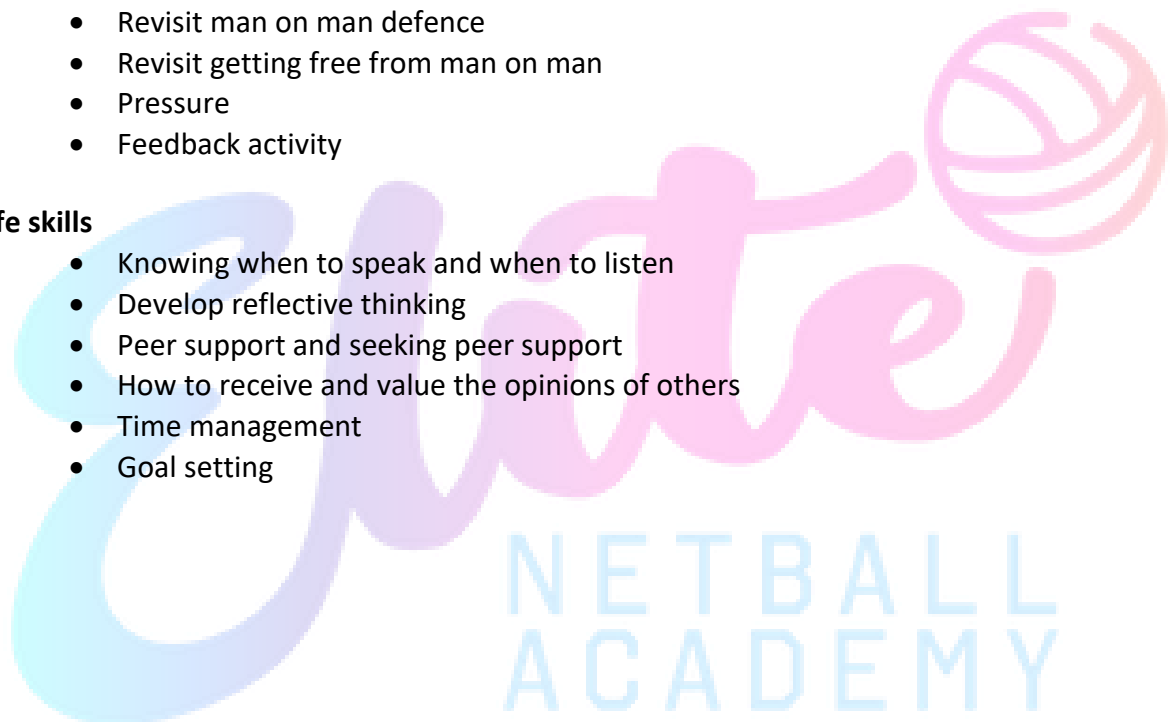 • Revisit man on man defence
• Revisit getting free from man on man
• Pressure
• Feedback activity
fe skills
• Knowing when to speak and when to listen
• Develop reflective thinking
• Peer support and seeking peer support
• How to receive and value the opinions of others
• Time management
• Goal setting
Elite
NETBALL
ACADEMY